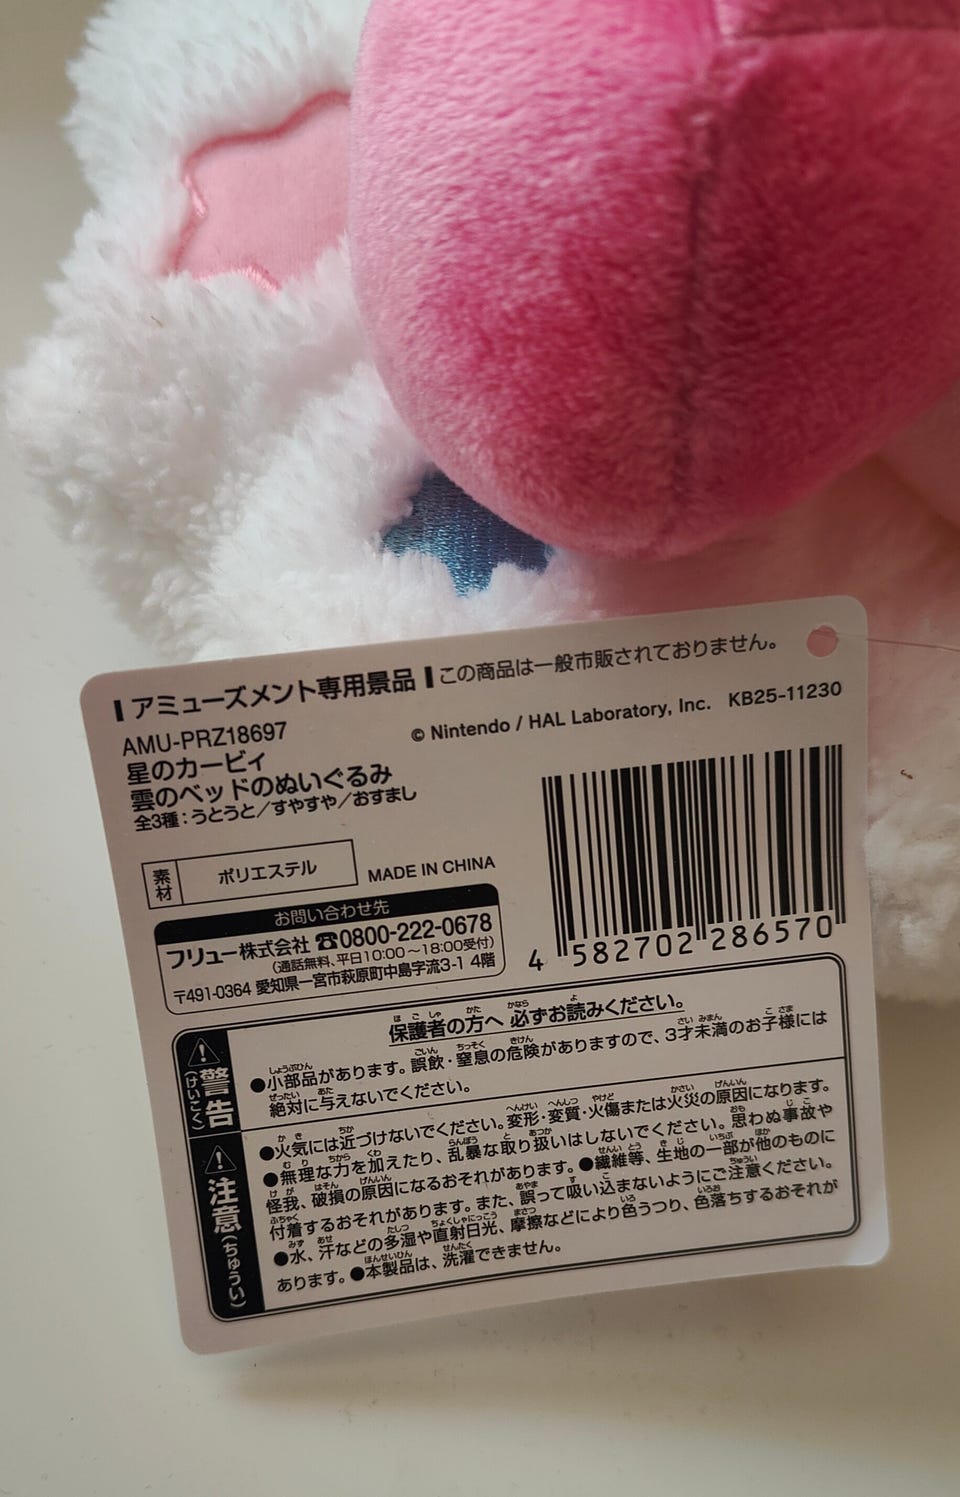 アミューズメント専用景品 この商品は一般市販されておりません。
AMU-PRZ18697
© Nintendo / HAL Laboratory, Inc. KB25-11230
星のカービィ
雲のベッドのぬいぐるみ
全3種：うとうと／すやすや／おすまし
素材 ポリエステル MADE IN CHINA
4 582702 286570
お問い合わせ先
フリュー株式会社 ☎0800-222-0678
(通話無料、平日10:00〜18:00受付)
〒491-0364 愛知県一宮市萩原町中島字流3-1 4階
保護者の方へ 必ずお読みください。
警告(けいこく)
●小部品があります。誤飲・窒息の危険がありますので、3才未満のお子様には
絶対に与えないでください。
注意(ちゅうい)
●火気には近づけないでください。変形・変質・火傷または火災の原因になります。
●無理な力を加えたり、乱暴な取り扱いはしないでください。思わぬ事故や
怪我、破損の原因になるおそれがあります。●繊維等、生地の一部が他のものに
付着するおそれがあります。また、誤って吸い込まないようにご注意ください。
●水、汗などの多湿や直射日光、摩擦などにより色うつり、色落ちするおそれが
あります。●本製品は、洗濯できません。